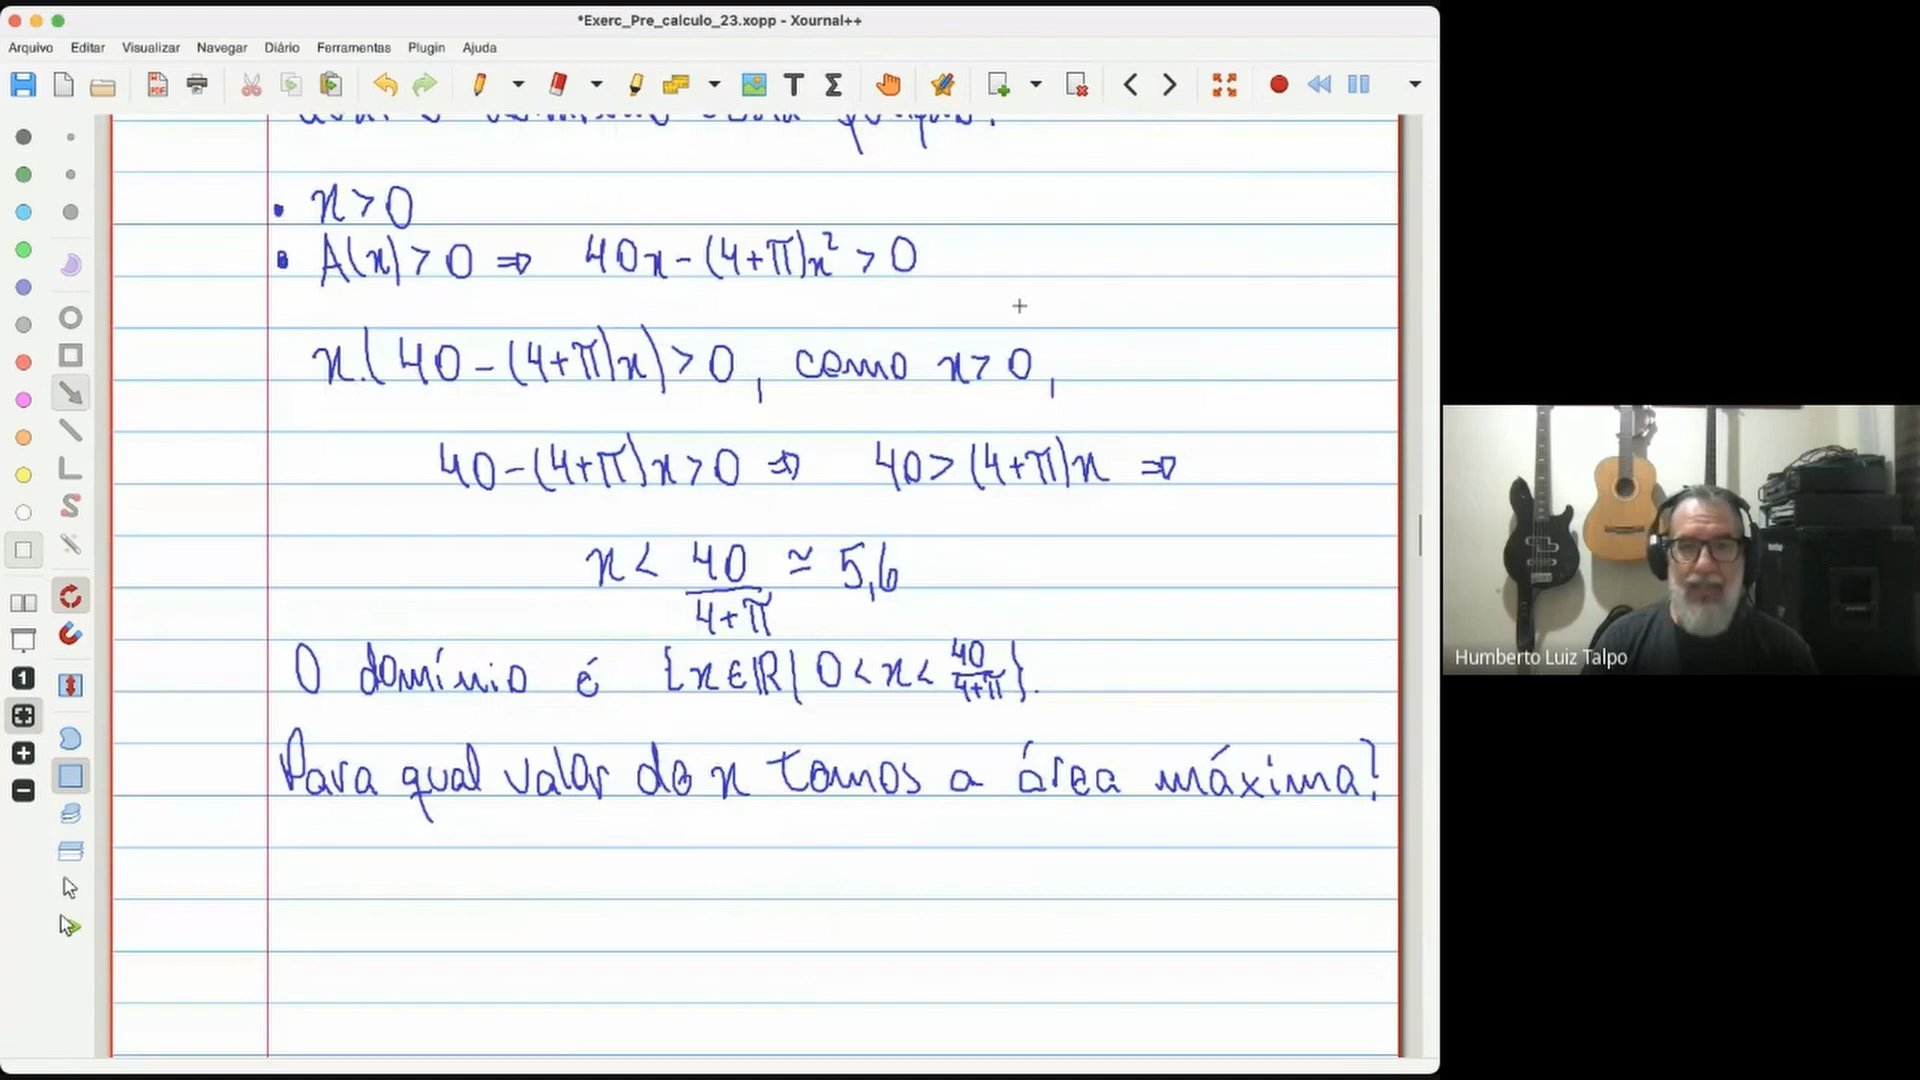 *Exerc_Pre_calculo_23.xopp - Xournal++
Arquivo Editar Visualizar Navegar Diário Ferramentas Plugin Ajuda
• x > 0
• A(x) > 0 ⇒ 40x - (4+π)x² > 0
x.(40 - (4+π)x) > 0, como x > 0,
40 - (4+π)x > 0 ⇒ 40 > (4+π)x ⇒
x < 40/(4+π) ≃ 5,6
O domínio é {x ∈ ℝ | 0 < x < 40/(4+π)}.
Para qual valor de x temos a área máxima?
Humberto Luiz Talpo